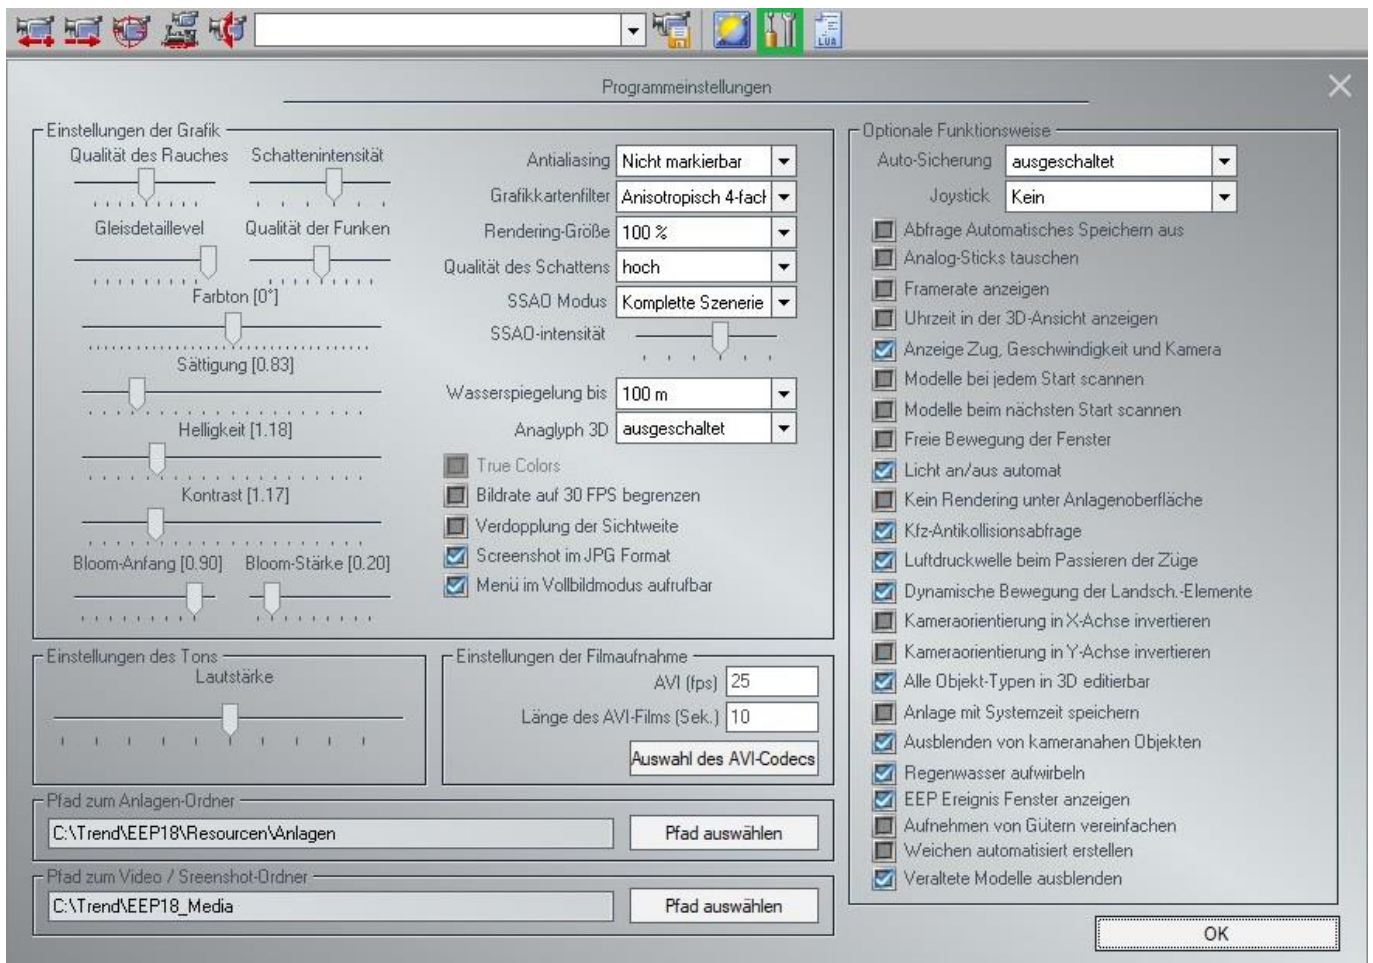 LUA
Programmeinstellungen
Einstellungen der Grafik
Qualität des Rauches
Schattenintensität
Gleisdetaillevel
Qualität der Funken
Farbton [0°]
Sättigung [0.83]
Helligkeit [1.18]
Kontrast [1.17]
Bloom-Anfang [0.90]
Bloom-Stärke [0.20]
Antialiasing Nicht markierbar
Grafikkartenfilter Anisotropisch 4-fach
Rendering-Größe 100 %
Qualität des Schattens hoch
SSAO Modus Komplette Szenerie
SSAO-intensität
Wasserspiegelung bis 100 m
Anaglyph 3D ausgeschaltet
True Colors
Bildrate auf 30 FPS begrenzen
Verdopplung der Sichtweite
Screenshot im JPG Format
Menü im Vollbildmodus aufrufbar
Einstellungen des Tons
Lautstärke
Einstellungen der Filmaufnahme
AVI (fps) 25
Länge des AVI-Films (Sek.) 10
Auswahl des AVI-Codecs
Pfad zum Anlagen-Ordner
C:\Trend\EEP18\Resourcen\Anlagen
Pfad auswählen
Pfad zum Video / Sreenshot-Ordner
C:\Trend\EEP18_Media
Pfad auswählen
Optionale Funktionsweise
Auto-Sicherung ausgeschaltet
Joystick Kein
Abfrage Automatisches Speichern aus
Analog-Sticks tauschen
Framerate anzeigen
Uhrzeit in der 3D-Ansicht anzeigen
Anzeige Zug, Geschwindigkeit und Kamera
Modelle bei jedem Start scannen
Modelle beim nächsten Start scannen
Freie Bewegung der Fenster
Licht an/aus automat
Kein Rendering unter Anlagenoberfläche
Kfz-Antikollisionsabfrage
Luftdruckwelle beim Passieren der Züge
Dynamische Bewegung der Landsch.-Elemente
Kameraorientierung in X-Achse invertieren
Kameraorientierung in Y-Achse invertieren
Alle Objekt-Typen in 3D editierbar
Anlage mit Systemzeit speichern
Ausblenden von kameranahen Objekten
Regenwasser aufwirbeln
EEP Ereignis Fenster anzeigen
Aufnehmen von Gütern vereinfachen
Weichen automatisiert erstellen
Veraltete Modelle ausblenden
OK